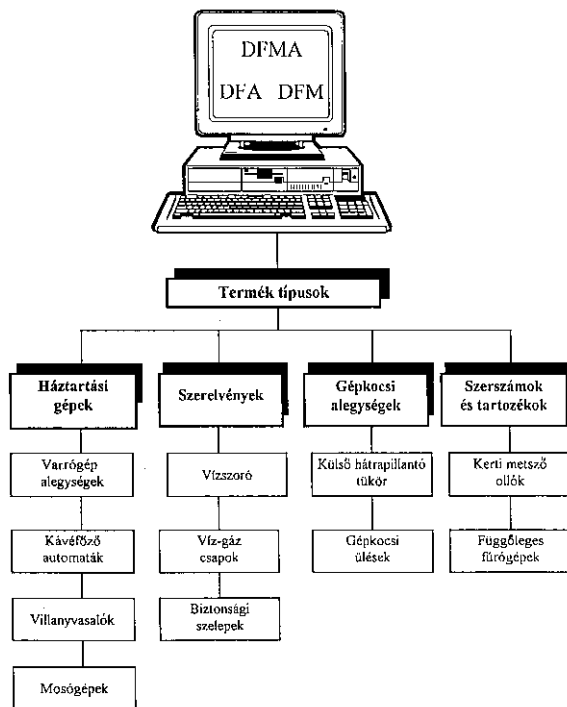 DFMA
DFA DFM
Termék típusok
Háztartási
gépek
Szerelvények
Gépkocsi
alegységek
Szerszámok
és tartozékok
Varrógép
alegységek
Vízszoró
Külső hátrapillantó
tükör
Kerti metsző
ollók
Kávéfőző
automaták
Víz-gáz
csapok
Gépkocsi
ülések
Függőleges
fúrógépek
Villanyvasalók
Biztonsági
szelepek
Mosógépek